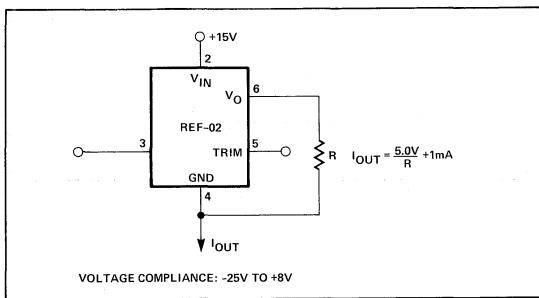 +15V
2
VIN
6
VO
REF-02
3
5
TRIM
R
IOUT = 5.0V/R +1mA
GND
4
IOUT
VOLTAGE COMPLIANCE: -25V TO +8V